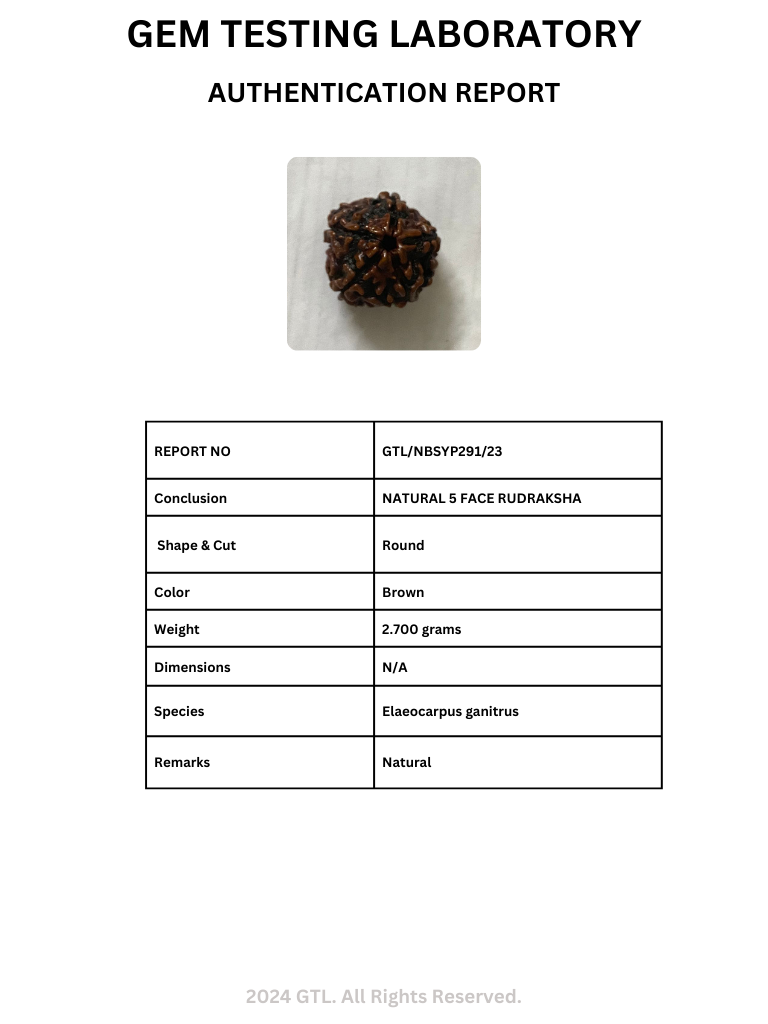 GEM TESTING LABORATORY
AUTHENTICATION REPORT
REPORT NO GTL/NBSYP291/23
Conclusion NATURAL 5 FACE RUDRAKSHA
Shape & Cut Round
Color Brown
Weight 2.700 grams
Dimensions N/A
Species Elaeocarpus ganitrus
Remarks Natural
2024 GTL. All Rights Reserved.